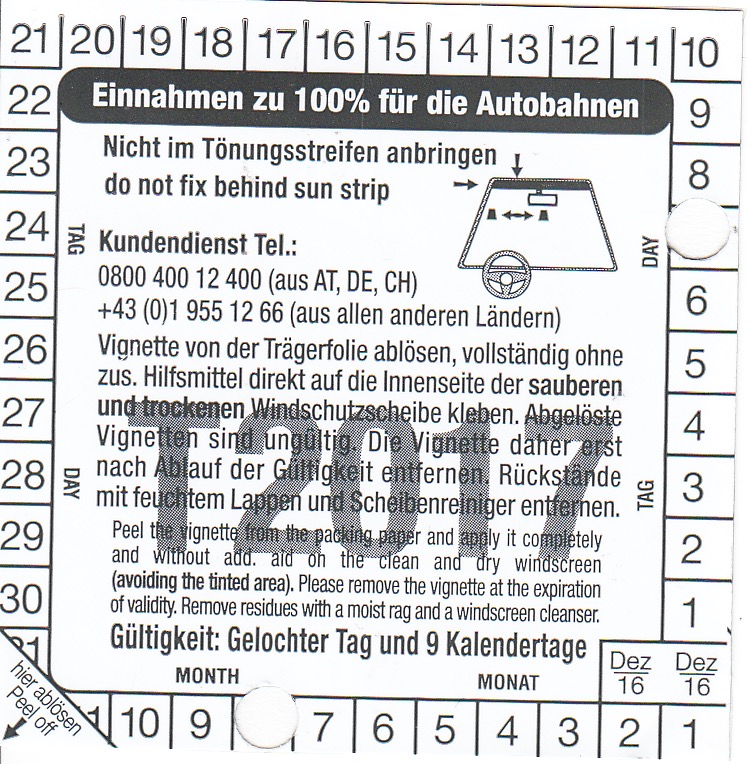 21 20 19 18 17 16 15 14 13 12 11 10
22
23
24
25
26
27
28
29
30
31
TAG
DAY
Einnahmen zu 100% für die Autobahnen
Nicht im Tönungsstreifen anbringen
do not fix behind sun strip
Kundendienst Tel.:
0800 400 12 400 (aus AT, DE, CH)
+43 (0)1 955 12 66 (aus allen anderen Ländern)
Vignette von der Trägerfolie ablösen, vollständig ohne
zus. Hilfsmittel direkt auf die Innenseite der sauberen
und trockenen Windschutzscheibe kleben. Abgelöste
Vignetten sind ungültig. Die Vignette daher erst
nach Ablauf der Gültigkeit entfernen. Rückstände
mit feuchtem Lappen und Scheibenreiniger entfernen.
T2017
Peel the vignette from the packing paper and apply it completely
and without add. aid on the clean and dry windscreen
(avoiding the tinted area). Please remove the vignette at the expiration
of validity. Remove residues with a moist rag and a windscreen cleanser.
Gültigkeit: Gelochter Tag und 9 Kalendertage
MONTH MONAT
DAY
TAG
9
8
6
5
4
3
2
1
Dez Dez
16 16
hier ablösen
Peel off
1 10 9 7 6 5 4 3 2 1